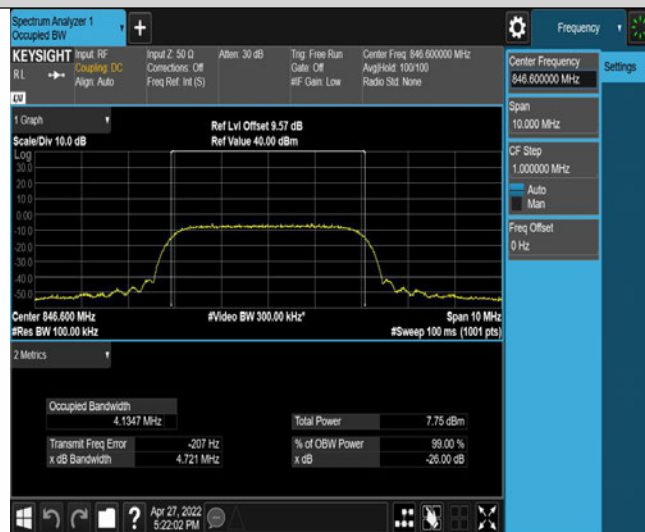 Spectrum Analyzer 1
Occupied BW
+
Frequency
KEYSIGHT Input: RF Input Z: 50 Ω Atten: 30 dB Trig: Free Run Center Freq: 846.600000 MHz
RL Coupling: DC Corrections: Off Gate: Off Avg|Hold: 100/100
Align: Auto Freq Ref: Int (S) #IF Gain: Low Radio Std: None
LXI
Center Frequency
846.600000 MHz
Settings
Span
10.000 MHz
CF Step
1.000000 MHz
Auto
Man
Freq Offset
0 Hz
1 Graph
Ref Lvl Offset 9.57 dB
Scale/Div 10.0 dB Ref Value 40.00 dBm
Log
30.0
20.0
10.0
0.00
-10.0
-20.0
-30.0
-40.0
-50.0
Center 846.600 MHz #Video BW 300.00 kHz* Span 10 MHz
#Res BW 100.00 kHz #Sweep 100 ms (1001 pts)
2 Metrics
Occupied Bandwidth
4.1347 MHz Total Power 7.75 dBm
Transmit Freq Error -207 Hz % of OBW Power 99.00 %
x dB Bandwidth 4.721 MHz x dB -26.00 dB
? Apr 27, 2022
5:22:02 PM